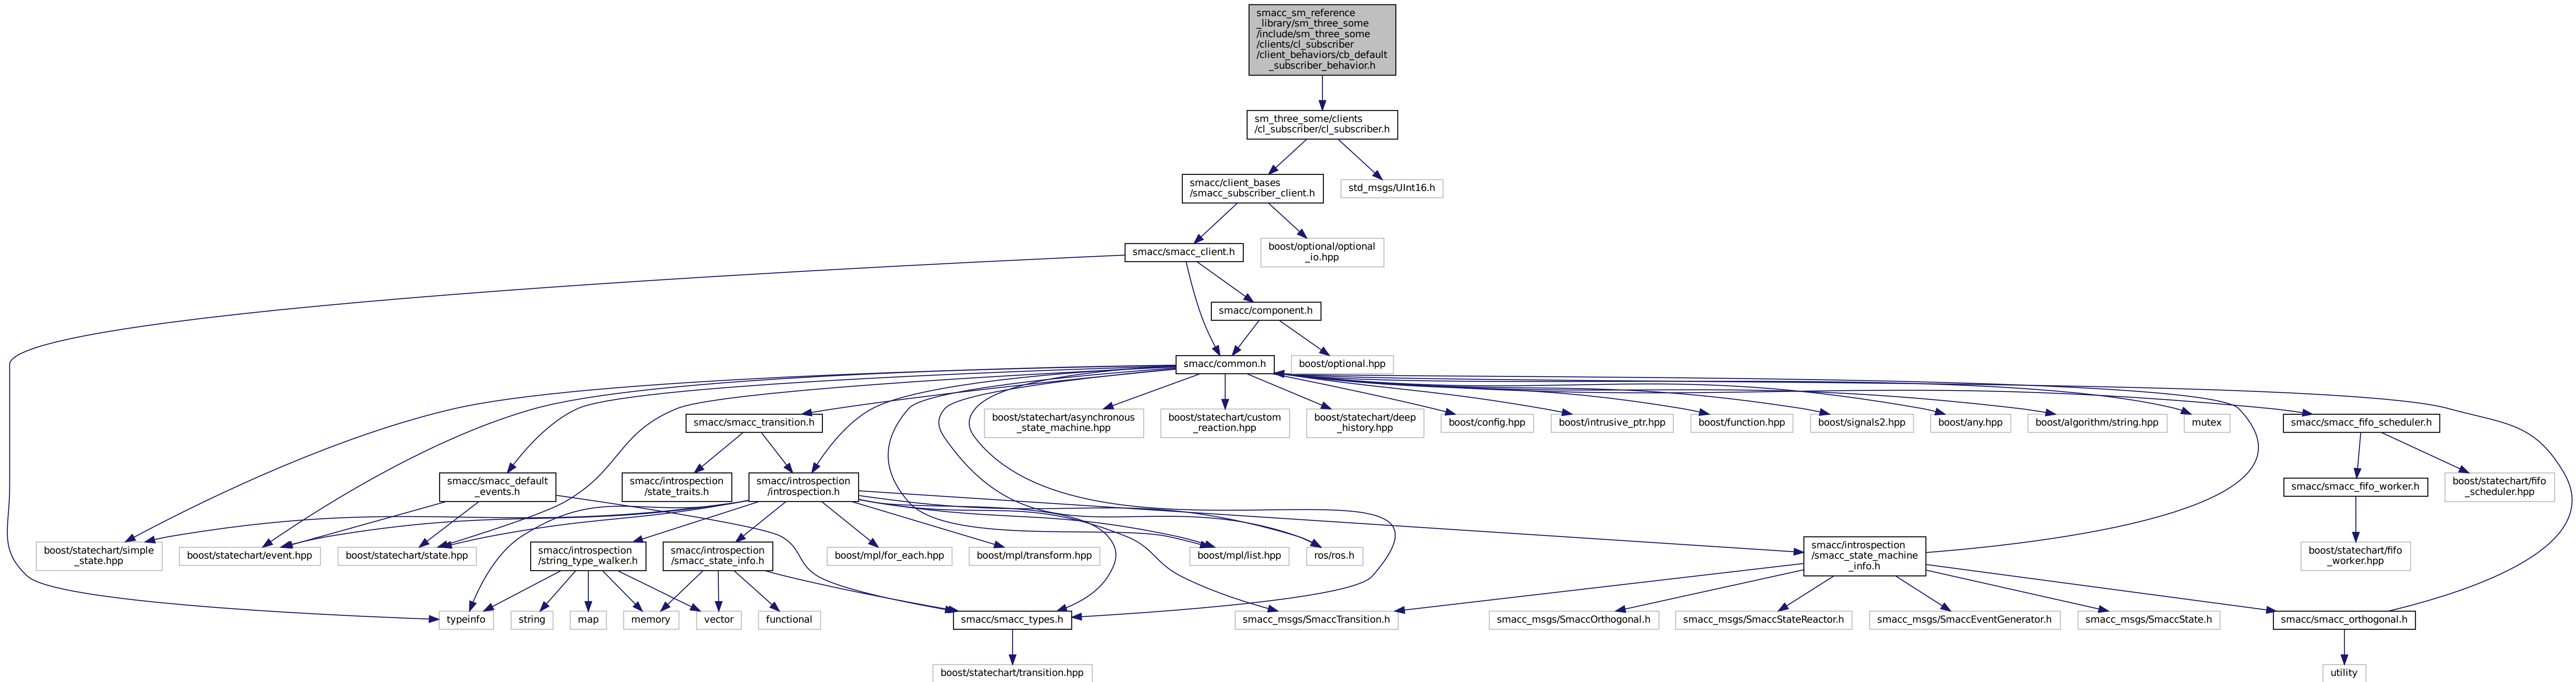 smacc_sm_reference
_library/sm_three_some
/include/sm_three_some
/clients/cl_subscriber
/client_behaviors/cb_default
_subscriber_behavior.h
sm_three_some/clients
/cl_subscriber/cl_subscriber.h
smacc/client_bases
/smacc_subscriber_client.h
std_msgs/UInt16.h
smacc/smacc_client.h
boost/optional/optional
_io.hpp
smacc/component.h
smacc/common.h
boost/optional.hpp
smacc/smacc_transition.h
boost/statechart/asynchronous
_state_machine.hpp
boost/statechart/custom
_reaction.hpp
boost/statechart/deep
_history.hpp
boost/config.hpp
boost/intrusive_ptr.hpp
boost/function.hpp
boost/signals2.hpp
boost/any.hpp
boost/algorithm/string.hpp
mutex
smacc/smacc_fifo_scheduler.h
smacc/smacc_default
_events.h
smacc/introspection
/state_traits.h
smacc/introspection
/introspection.h
smacc/smacc_fifo_worker.h
boost/statechart/fifo
_scheduler.hpp
boost/statechart/simple
_state.hpp
boost/statechart/event.hpp
boost/statechart/state.hpp
smacc/introspection
/string_type_walker.h
smacc/introspection
/smacc_state_info.h
boost/mpl/for_each.hpp
boost/mpl/transform.hpp
boost/mpl/list.hpp
ros/ros.h
smacc/introspection
/smacc_state_machine
_info.h
boost/statechart/fifo
_worker.hpp
typeinfo
string
map
memory
vector
functional
smacc/smacc_types.h
smacc_msgs/SmaccTransition.h
smacc_msgs/SmaccOrthogonal.h
smacc_msgs/SmaccStateReactor.h
smacc_msgs/SmaccEventGenerator.h
smacc_msgs/SmaccState.h
smacc/smacc_orthogonal.h
boost/statechart/transition.hpp
utility